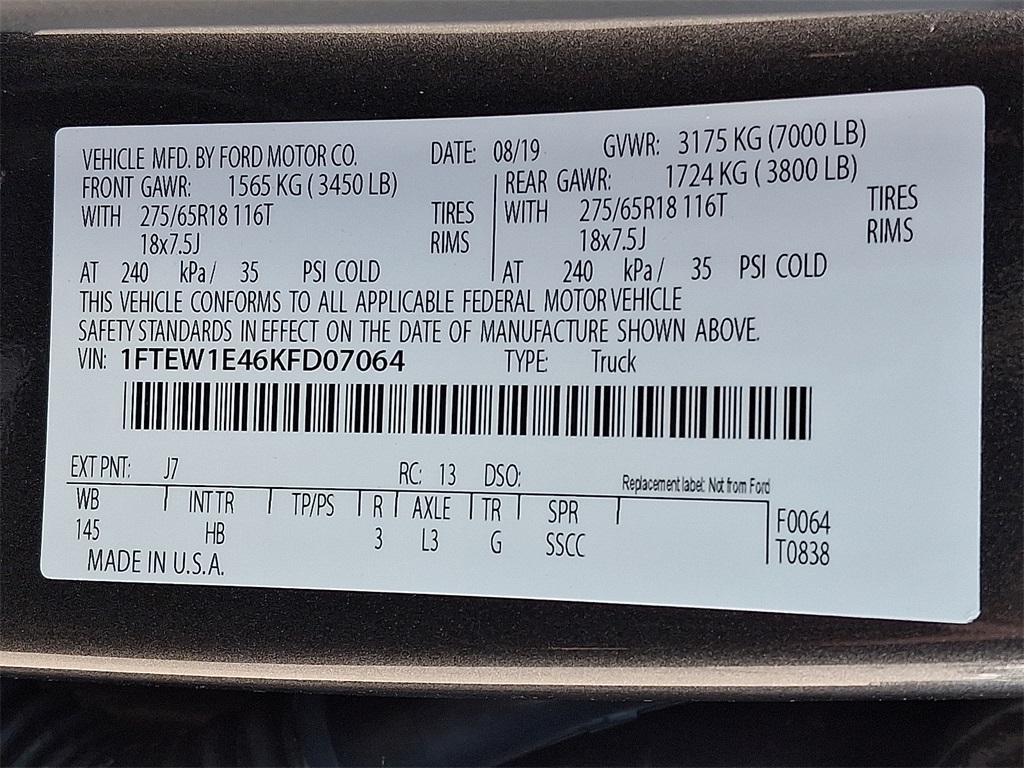 VEHICLE MFD. BY FORD MOTOR CO. DATE: 08/19 GVWR: 3175 KG (7000 LB)
FRONT GAWR: 1565 KG ( 3450 LB) REAR GAWR: 1724 KG ( 3800 LB)
WITH 275/65R18 116T TIRES WITH 275/65R18 116T TIRES
18x7.5J RIMS 18x7.5J RIMS
AT 240 kPa / 35 PSI COLD AT 240 kPa / 35 PSI COLD
THIS VEHICLE CONFORMS TO ALL APPLICABLE FEDERAL MOTOR VEHICLE
SAFETY STANDARDS IN EFFECT ON THE DATE OF MANUFACTURE SHOWN ABOVE.
VIN: 1FTEW1E46KFD07064 TYPE: Truck
EXT PNT: J7 RC: 13 DSO: Replacement label: Not from Ford
WB INT TR TP/PS R AXLE TR SPR F0064
145 HB 3 L3 G SSCC T0838
MADE IN U.S.A.